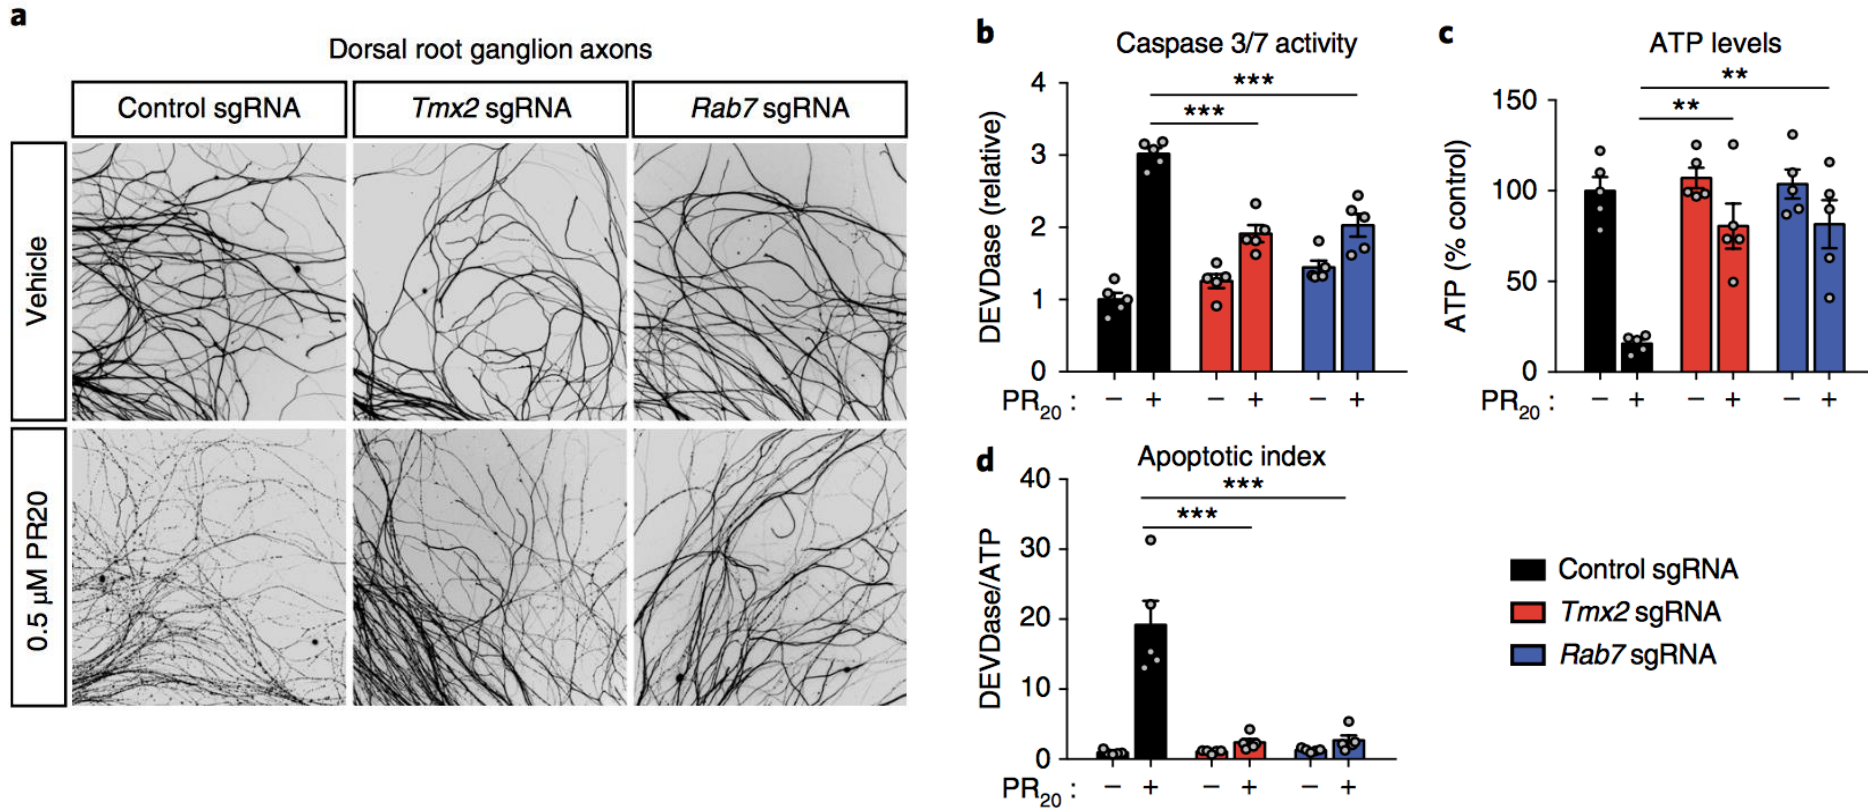 a
Dorsal root ganglion axons
Control sgRNA
Tmx2 sgRNA
Rab7 sgRNA
Vehicle
0.5 μM PR20
b
Caspase 3/7 activity
DEVDase (relative)
4
3
2
1
0
***
***
PR20 : − + − + − +
c
ATP levels
ATP (% control)
150
100
50
0
**
**
PR20 : − + − + − +
d
Apoptotic index
DEVDase/ATP
40
30
20
10
0
***
***
PR20 : − + − + − +
Control sgRNA
Tmx2 sgRNA
Rab7 sgRNA